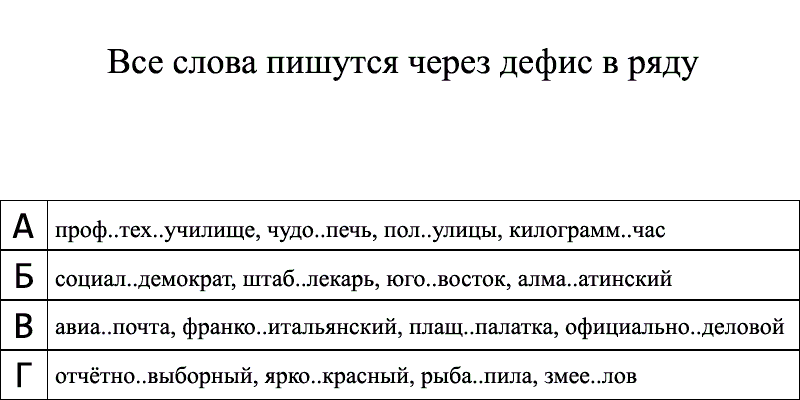 Все слова пишутся через дефис в ряду
А проф..тех..училище, чудо..печь, пол..улицы, килограмм..час
Б социал..демократ, штаб..лекарь, юго..восток, алма..атинский
В авиа..почта, франко..итальянский, плащ..палатка, официально..деловой
Г отчётно..выборный, ярко..красный, рыба..пила, змее..лов